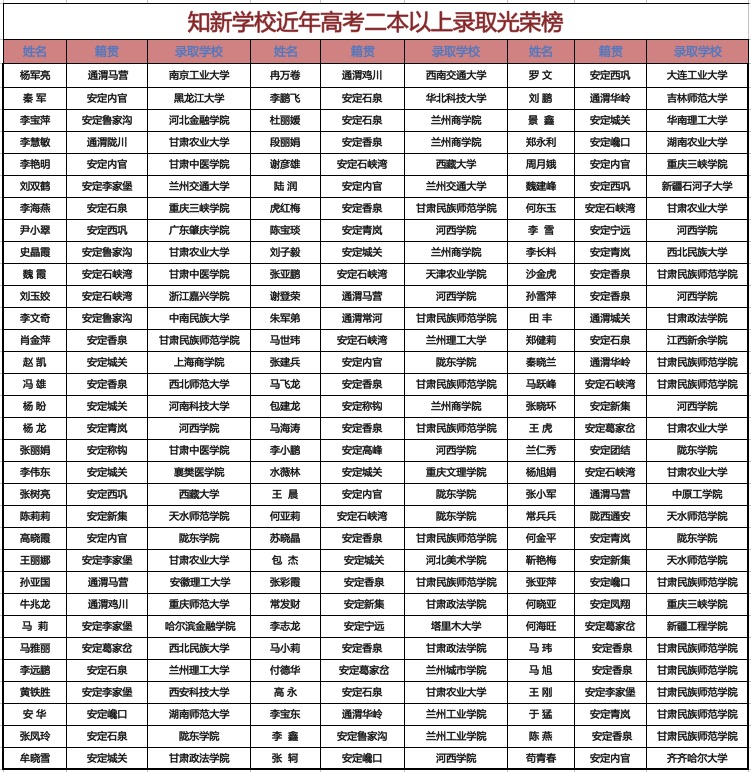 知新学校近年高考二本以上录取光荣榜
姓名 籍贯 录取学校 姓名 籍贯 录取学校 姓名 籍贯 录取学校
杨军亮 通渭马营 南京工业大学 冉万卷 通渭鸡川 西南交通大学 罗 文 安定西巩 大连工业大学
秦 军 安定内官 黑龙江大学 李鹏飞 安定石泉 华北科技大学 刘 鹏 通渭华岭 吉林师范大学
李宝萍 安定鲁家沟 河北金融学院 杜丽媛 安定石泉 兰州商学院 景 鑫 安定城关 华南理工大学
李慧敏 通渭陇川 甘肃农业大学 段丽娟 安定香泉 兰州商学院 郑永利 安定巉口 湖南农业大学
李艳明 安定内官 甘肃中医学院 谢彦雄 安定石峡湾 西藏大学 周月娥 安定内官 重庆三峡学院
刘双鹤 安定李家堡 兰州交通大学 陆 润 安定内官 兰州交通大学 魏建峰 安定西巩 新疆石河子大学
李海燕 安定石泉 重庆三峡学院 虎红梅 安定香泉 甘肃民族师范学院 何东玉 安定石峡湾 甘肃农业大学
尹小翠 安定西巩 广东肇庆学院 陈宝琰 安定青岚 河西学院 李 雪 安定宁远 河西学院
史晶霞 安定鲁家沟 甘肃农业大学 刘子毅 安定城关 兰州商学院 李长料 安定青岚 西北民族大学
魏 霞 安定石峡湾 甘肃中医学院 张亚鹏 安定石峡湾 天津农业学院 沙金虎 安定香泉 甘肃民族师范学院
刘玉姣 安定石峡湾 浙江嘉兴学院 谢登荣 通渭马营 河西学院 孙雪萍 安定香泉 河西学院
李文奇 安定鲁家沟 中南民族大学 朱军弟 通渭常河 甘肃民族师范学院 田 丰 通渭城关 甘肃政法学院
肖金萍 安定香泉 甘肃民族师范学院 马世玮 安定石峡湾 兰州理工大学 郑健莉 安定石泉 江西新余学院
赵 凯 安定城关 上海商学院 张建兵 安定内官 陇东学院 秦晓兰 通渭华岭 甘肃民族师范学院
冯 雄 安定香泉 西北师范大学 马飞龙 安定香泉 甘肃民族师范学院 马跃峰 安定石峡湾 甘肃民族师范学院
杨 盼 安定城关 河南科技大学 包建龙 安定称钩 兰州商学院 张晓环 安定新集 河西学院
杨 龙 安定青岚 河西学院 马海涛 安定香泉 甘肃民族师范学院 王 虎 安定葛家岔 甘肃农业大学
张丽娟 安定称钩 甘肃中医学院 李小鹏 安定高峰 河西学院 兰仁秀 安定团结 陇东学院
李伟东 安定城关 襄樊医学院 水薇林 安定城关 重庆文理学院 杨旭娟 安定石峡湾 甘肃农业大学
张树亮 安定西巩 西藏大学 王 晨 安定内官 陇东学院 张小军 通渭马营 中原工学院
陈莉莉 安定新集 天水师范学院 何亚莉 安定石峡湾 陇东学院 常兵兵 陇西通安 天水师范学院
高晓霞 安定内官 陇东学院 苏晓晶 安定香泉 甘肃民族师范学院 何金平 安定青岚 陇东学院
王丽娜 安定李家堡 甘肃农业大学 包 杰 安定城关 河北美术学院 靳艳梅 安定新集 天水师范学院
孙亚国 通渭马营 安徽理工大学 张彩霞 安定香泉 甘肃民族师范学院 张亚萍 安定巉口 甘肃民族师范学院
牛兆龙 通渭鸡川 重庆师范大学 常发财 安定新集 甘肃政法学院 何晓亚 安定凤翔 重庆三峡学院
马 莉 安定李家堡 哈尔滨金融学院 李志龙 安定宁远 塔里木大学 何海旺 安定葛家岔 新疆工程学院
马雅丽 安定葛家岔 西北民族大学 马小莉 安定香泉 甘肃政法学院 马 玮 安定香泉 甘肃民族师范学院
李远鹏 安定石泉 兰州理工大学 付德华 安定葛家岔 兰州城市学院 马 旭 安定香泉 甘肃民族师范学院
黄铁胜 安定李家堡 西安科技大学 高 永 安定石泉 甘肃农业大学 王 刚 安定李家堡 甘肃民族师范学院
安 华 安定巉口 湖南师范大学 李宝东 通渭华岭 兰州工业学院 于 猛 安定青岚 甘肃民族师范学院
张凤玲 安定石泉 陇东学院 李 鑫 安定鲁家沟 兰州工业学院 陈 燕 安定香泉 甘肃民族师范学院
牟晓雪 安定城关 甘肃政法学院 张 轲 安定巉口 河西学院 苟青春 安定内官 齐齐哈尔大学